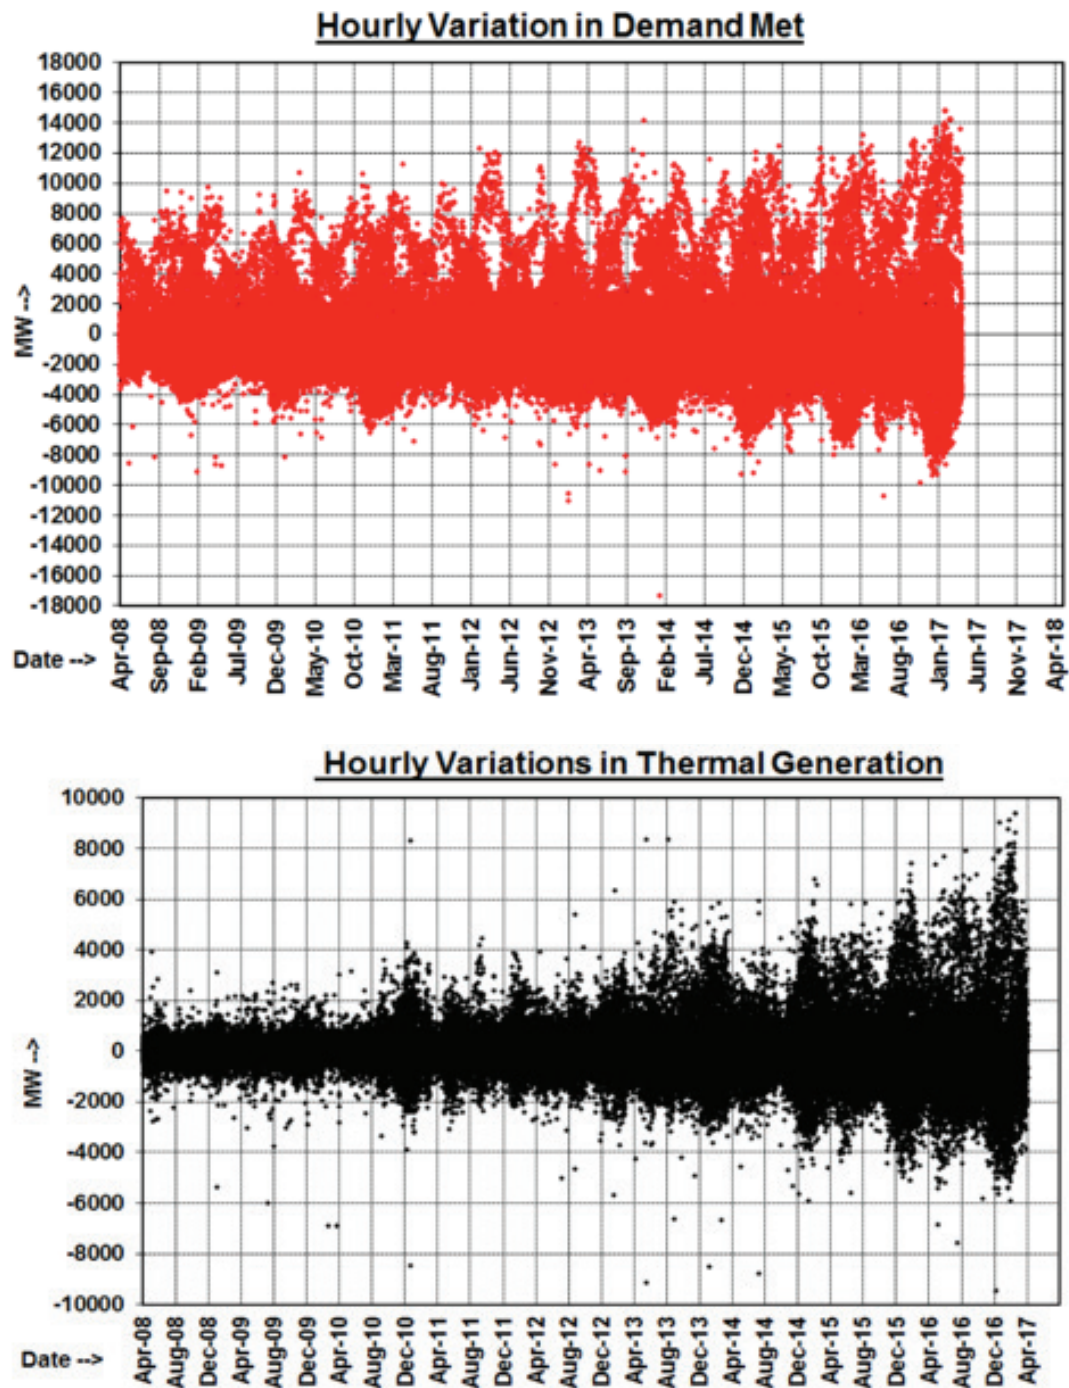 Hourly Variation in Demand Met
18000
16000
14000
12000
10000
8000
6000
4000
2000
0
-2000
-4000
-6000
-8000
-10000
-12000
-14000
-16000
-18000
MW -->
Date -->
Apr-08
Sep-08
Feb-09
Jul-09
Dec-09
May-10
Oct-10
Mar-11
Aug-11
Jan-12
Jun-12
Nov-12
Apr-13
Sep-13
Feb-14
Jul-14
Dec-14
May-15
Oct-15
Mar-16
Aug-16
Jan-17
Jun-17
Nov-17
Apr-18
Hourly Variations in Thermal Generation
10000
8000
6000
4000
2000
0
-2000
-4000
-6000
-8000
-10000
MW -->
Date -->
Apr-08
Aug-08
Dec-08
Apr-09
Aug-09
Dec-09
Apr-10
Aug-10
Dec-10
Apr-11
Aug-11
Dec-11
Apr-12
Aug-12
Dec-12
Apr-13
Aug-13
Dec-13
Apr-14
Aug-14
Dec-14
Apr-15
Aug-15
Dec-15
Apr-16
Aug-16
Dec-16
Apr-17